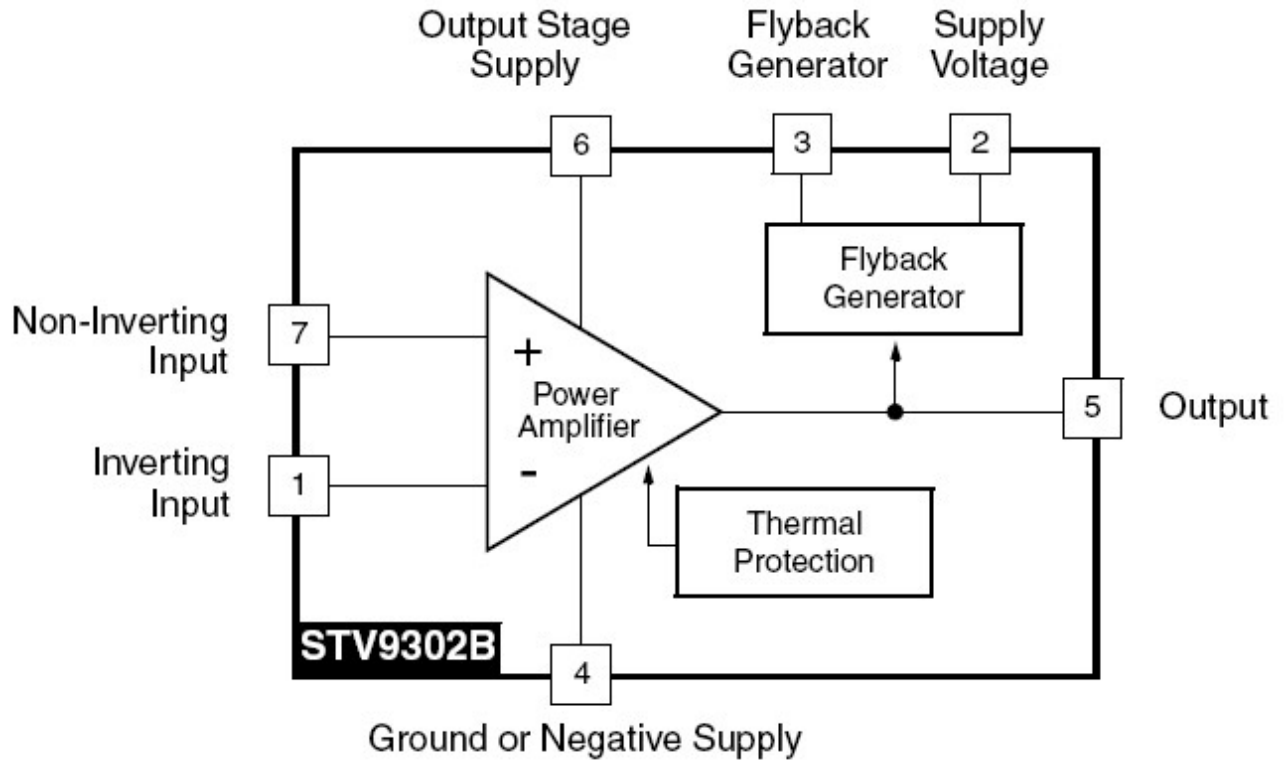 Output Stage
Supply
Flyback
Generator
Supply
Voltage
6
3
2
Flyback
Generator
Non-Inverting
Input
7
+
Power
Amplifier
5
Output
Inverting
Input
1
-
Thermal
Protection
STV9302B
4
Ground or Negative Supply